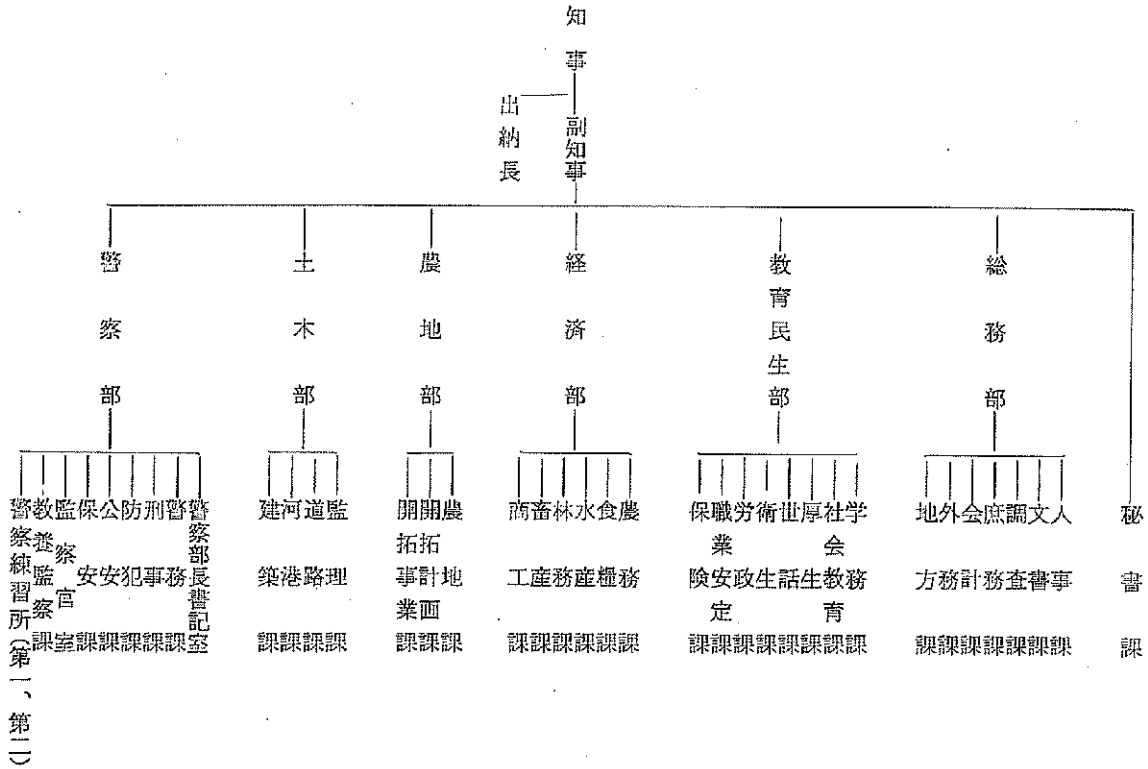 知事
副知事
出納長
秘書課
総務部
人事課
文書課
調査課
庶務課
会計課
外務課
地方課
教育民生部
学務課
社会教育課
厚生課
世話課
衛生課
労政課
職業安定課
保険課
経済部
農務課
食糧課
水産課
林務課
畜産課
商工課
農地部
農地課
開拓計画課
開拓事業課
土木部
監理課
道路課
河港課
建築課
警察部
警察部長書記室
警務課
刑事課
防犯課
公安課
保安課
監察官室
教養監察課
警察練習所(第一、第二)